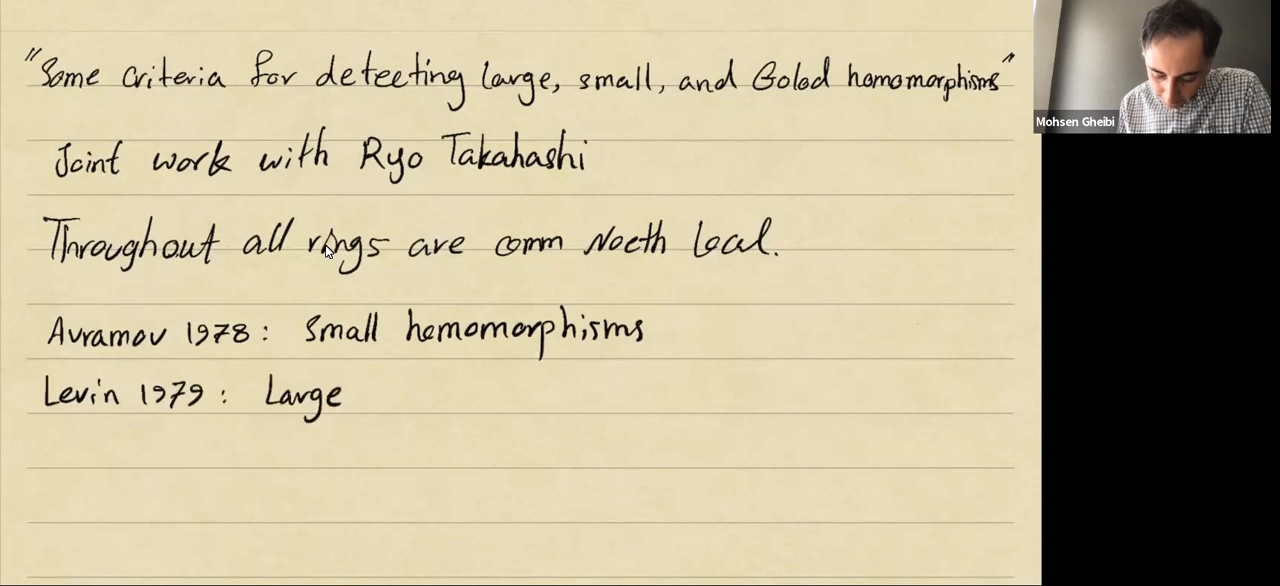 "Some criteria for detecting large, small, and Golod homomorphisms"
Mohsen Gheibi
Joint work with Ryo Takahashi
Throughout all rings are comm Noeth local.
Avramov 1978: Small homomorphisms
Levin 1979: Large